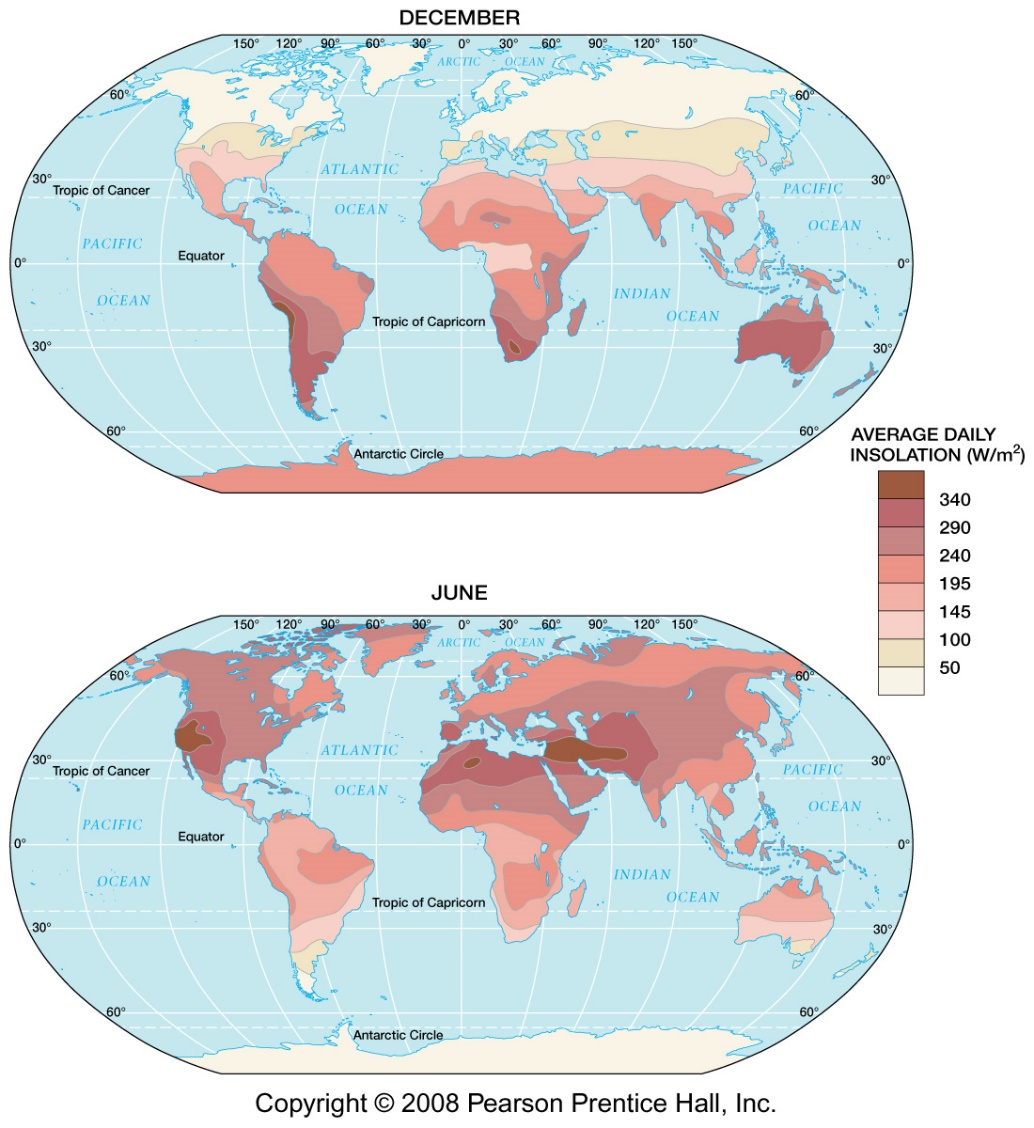 DECEMBER
150° 120° 90° 60° 30° 0° 30° 60° 90° 120° 150°
ARCTIC OCEAN
60° 60°
ATLANTIC
30° 30°
Tropic of Cancer
PACIFIC
OCEAN
OCEAN
PACIFIC
Equator
0° 0°
OCEAN
INDIAN
OCEAN
Tropic of Capricorn
30° 30°
60° 60°
Antarctic Circle
AVERAGE DAILY
INSOLATION (W/m²)
340
290
240
195
145
100
50
JUNE
150° 120° 90° 60° 30° 0° 30° 60° 90° 120° 150°
ARCTIC OCEAN
60° 60°
ATLANTIC
30° 30°
Tropic of Cancer
PACIFIC
OCEAN
OCEAN
PACIFIC
Equator
0° 0°
OCEAN
INDIAN
OCEAN
Tropic of Capricorn
30° 30°
60° 60°
Antarctic Circle
Copyright © 2008 Pearson Prentice Hall, Inc.